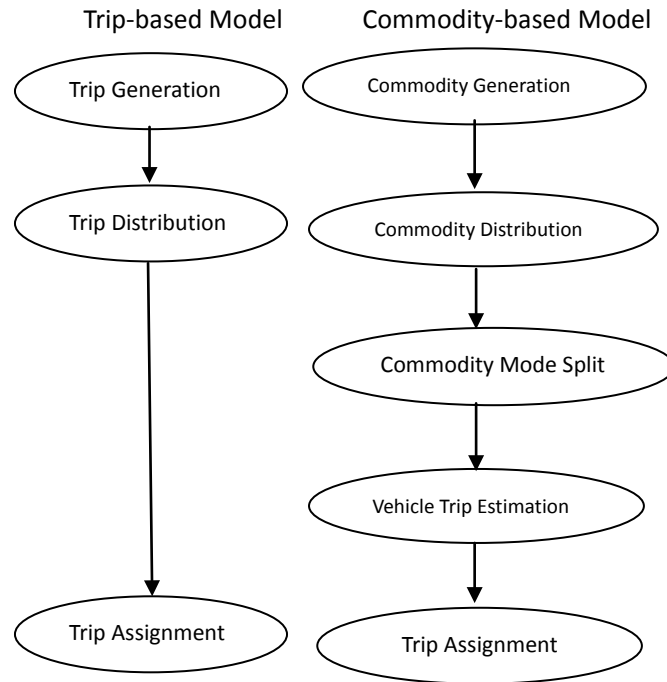 Trip-based Model
Commodity-based Model
Trip Generation
Commodity Generation
Trip Distribution
Commodity Distribution
Commodity Mode Split
Vehicle Trip Estimation
Trip Assignment
Trip Assignment